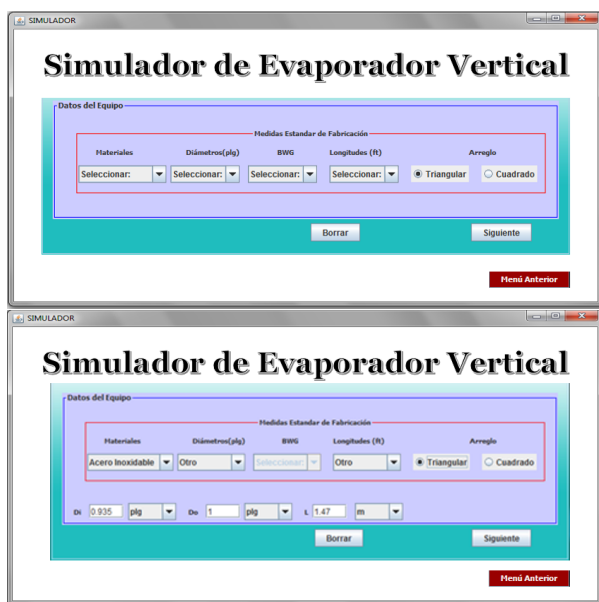 SIMULADOR
Simulador de Evaporador Vertical
Datos del Equipo
Medidas Estandar de Fabricación
Materiales Diámetros(plg) BWG Longitudes (ft) Arreglo
Seleccionar: Seleccionar: Seleccionar: Seleccionar: Triangular Cuadrado
Borrar Siguiente
Menú Anterior
SIMULADOR
Simulador de Evaporador Vertical
Datos del Equipo
Medidas Estandar de Fabricación
Materiales Diámetros(plg) BWG Longitudes (ft) Arreglo
Acero Inoxidable Otro Seleccionar: Otro Triangular Cuadrado
Di 0.935 plg Do 1 plg L 1.47 m
Borrar Siguiente
Menú Anterior